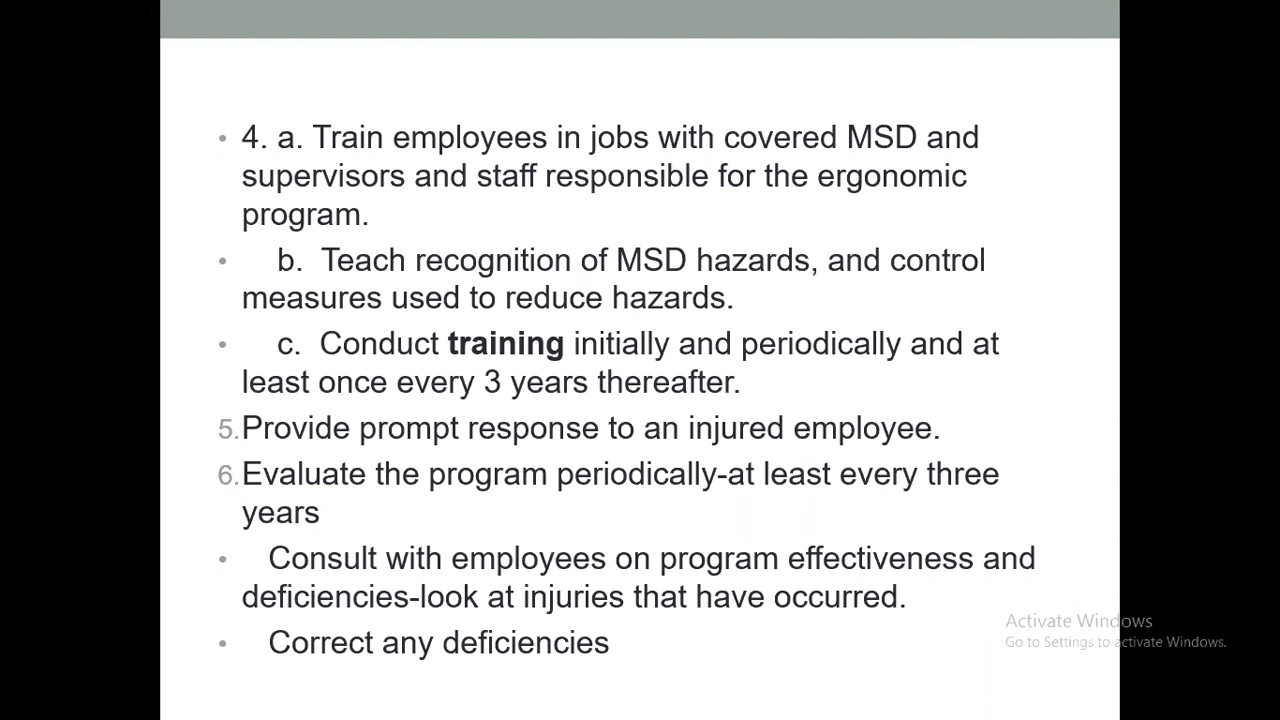 • 4. a. Train employees in jobs with covered MSD and
supervisors and staff responsible for the ergonomic
program.
• b. Teach recognition of MSD hazards, and control
measures used to reduce hazards.
• c. Conduct training initially and periodically and at
least once every 3 years thereafter.
5. Provide prompt response to an injured employee.
6. Evaluate the program periodically-at least every three
years
• Consult with employees on program effectiveness and
deficiencies-look at injuries that have occurred.
• Correct any deficiencies
Activate Windows
Go to Settings to activate Windows.